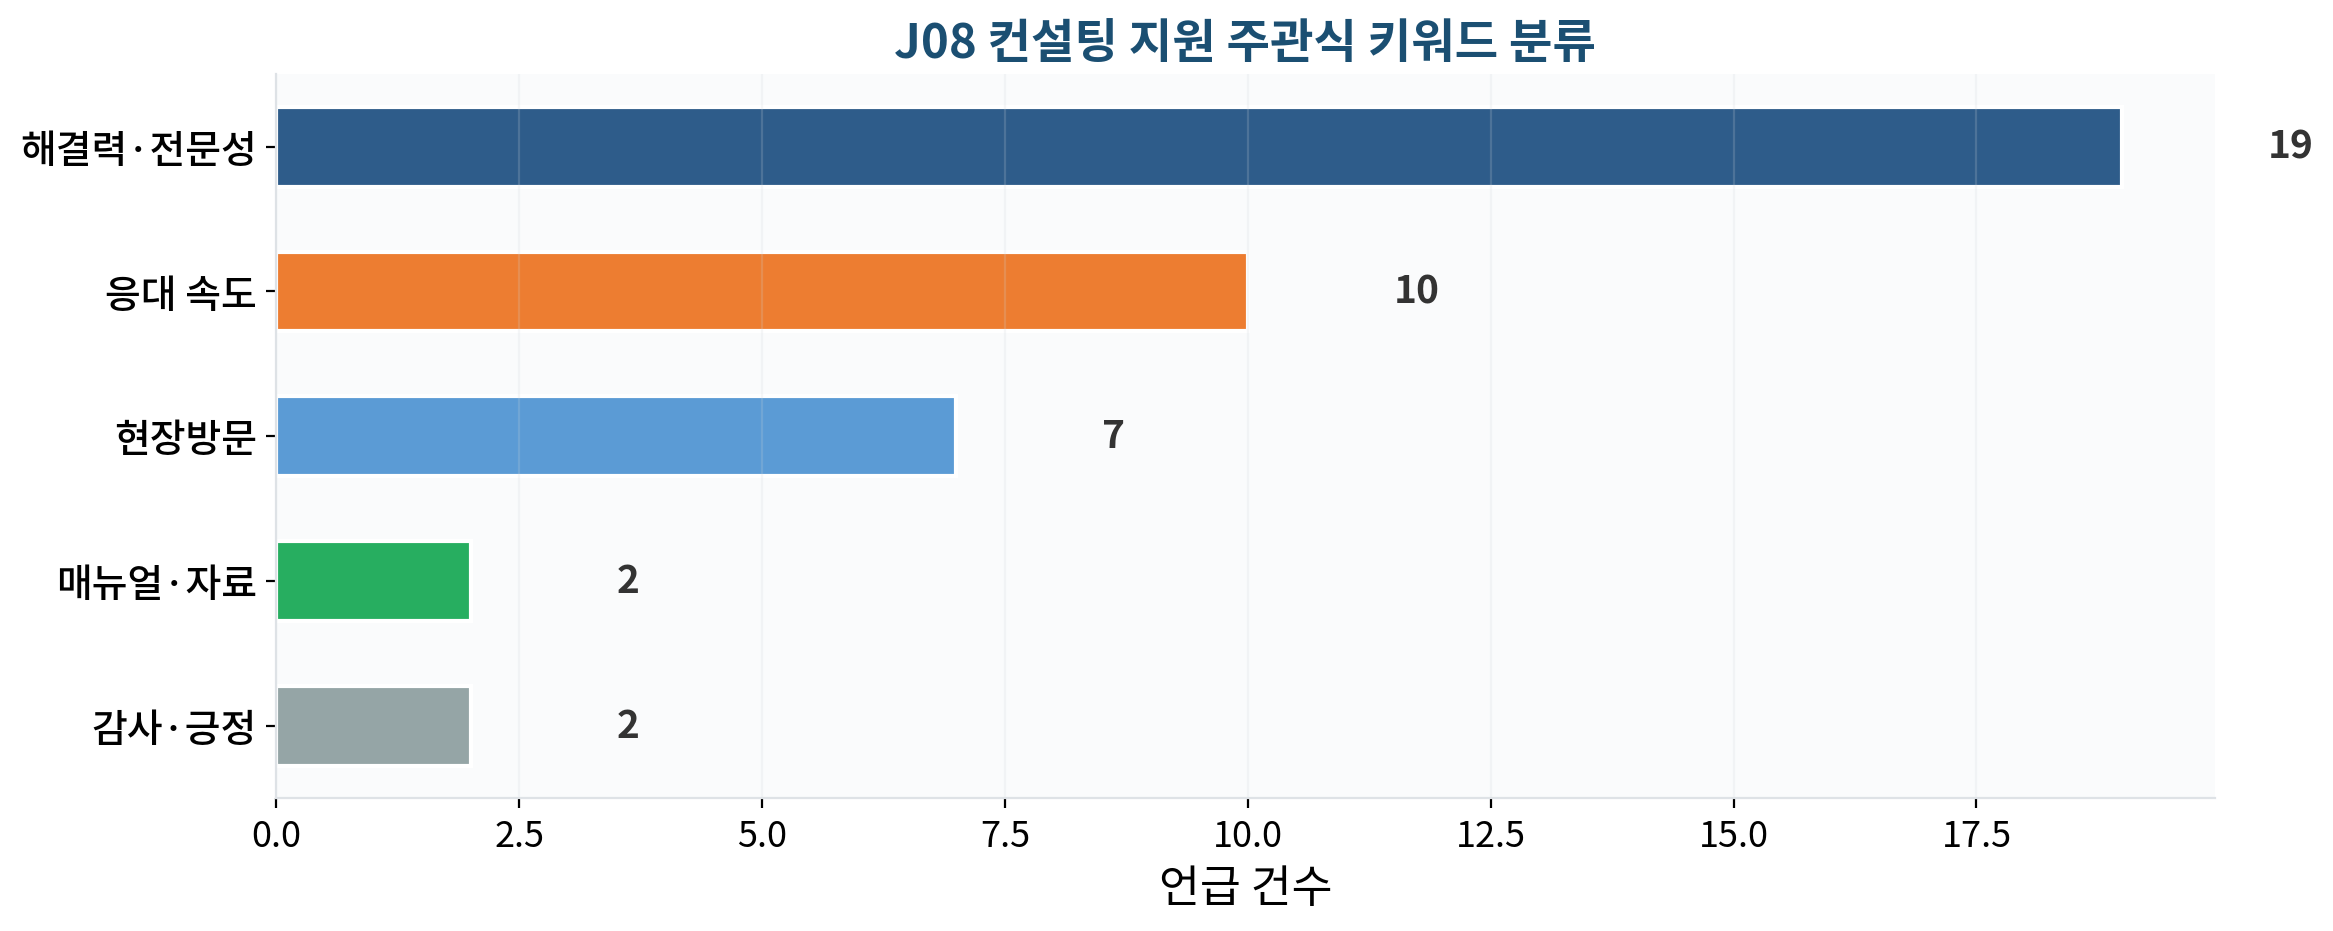 J08 컨설팅 지원 주관식 키워드 분류
해결력·전문성 19
응대 속도 10
현장방문 7
매뉴얼·자료 2
감사·긍정 2
0.0 2.5 5.0 7.5 10.0 12.5 15.0 17.5
언급 건수